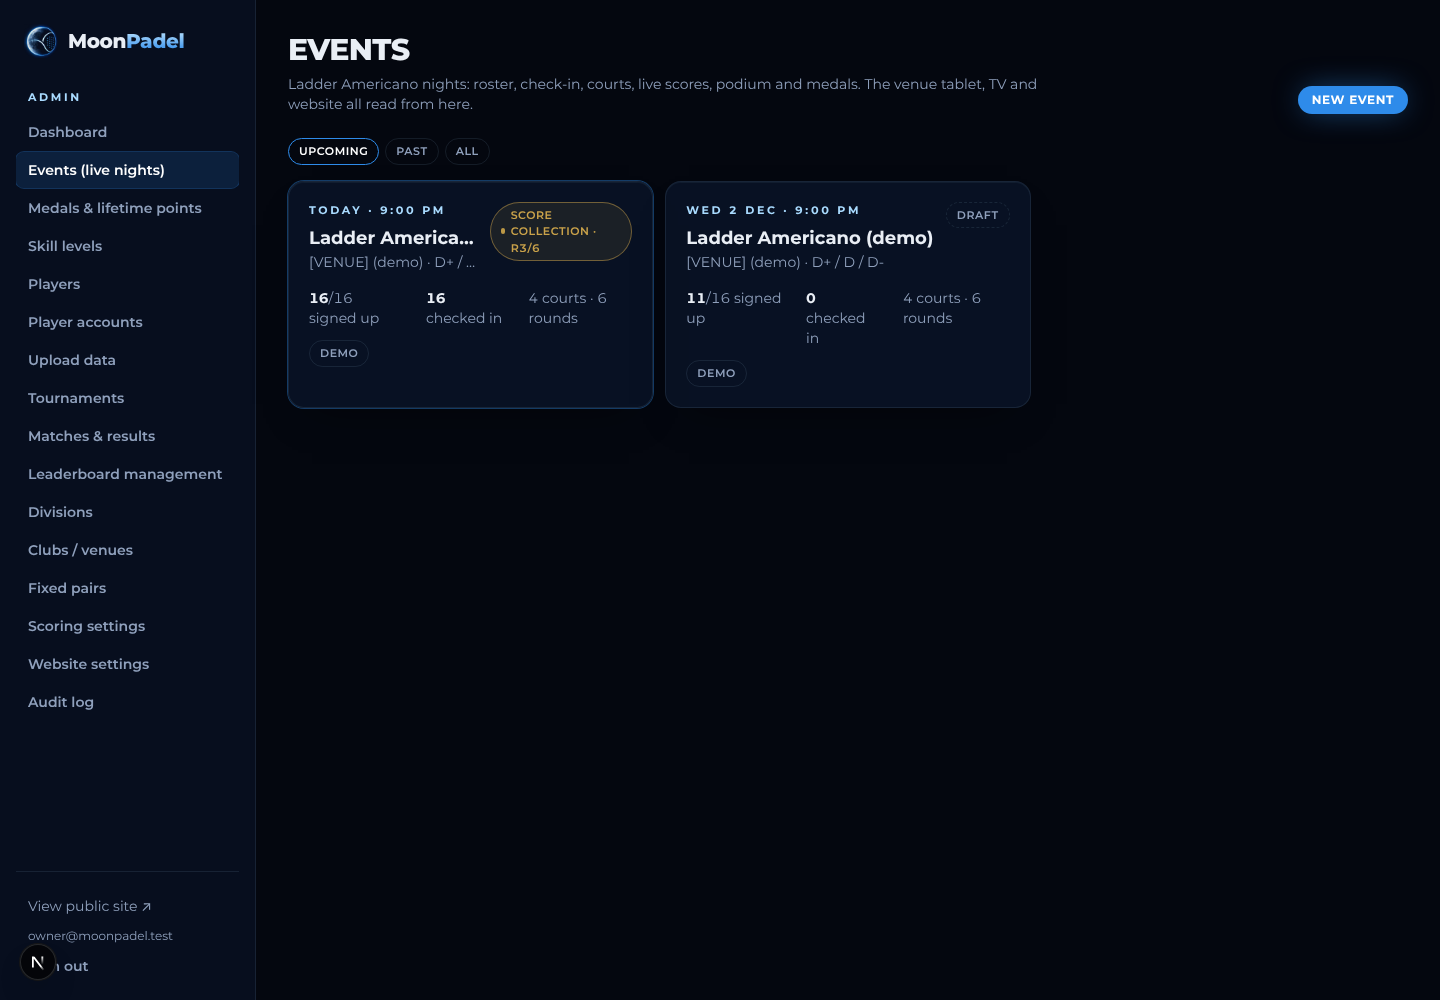 MoonPadel
ADMIN
Dashboard
Events (live nights)
Medals & lifetime points
Skill levels
Players
Player accounts
Upload data
Tournaments
Matches & results
Leaderboard management
Divisions
Clubs / venues
Fixed pairs
Scoring settings
Website settings
Audit log
View public site ↗
owner@moonpadel.test
N
out
EVENTS
Ladder Americano nights: roster, check-in, courts, live scores, podium and medals. The venue tablet, TV and
website all read from here.
NEW EVENT
UPCOMING PAST ALL
TODAY · 9:00 PM
SCORE
COLLECTION ·
R3/6
Ladder America...
[VENUE] (demo) · D+ / ...
16/16
signed up
16
checked in
4 courts · 6
rounds
DEMO
WED 2 DEC · 9:00 PM
DRAFT
Ladder Americano (demo)
[VENUE] (demo) · D+ / D / D-
11/16 signed
up
0
checked
in
4 courts · 6
rounds
DEMO